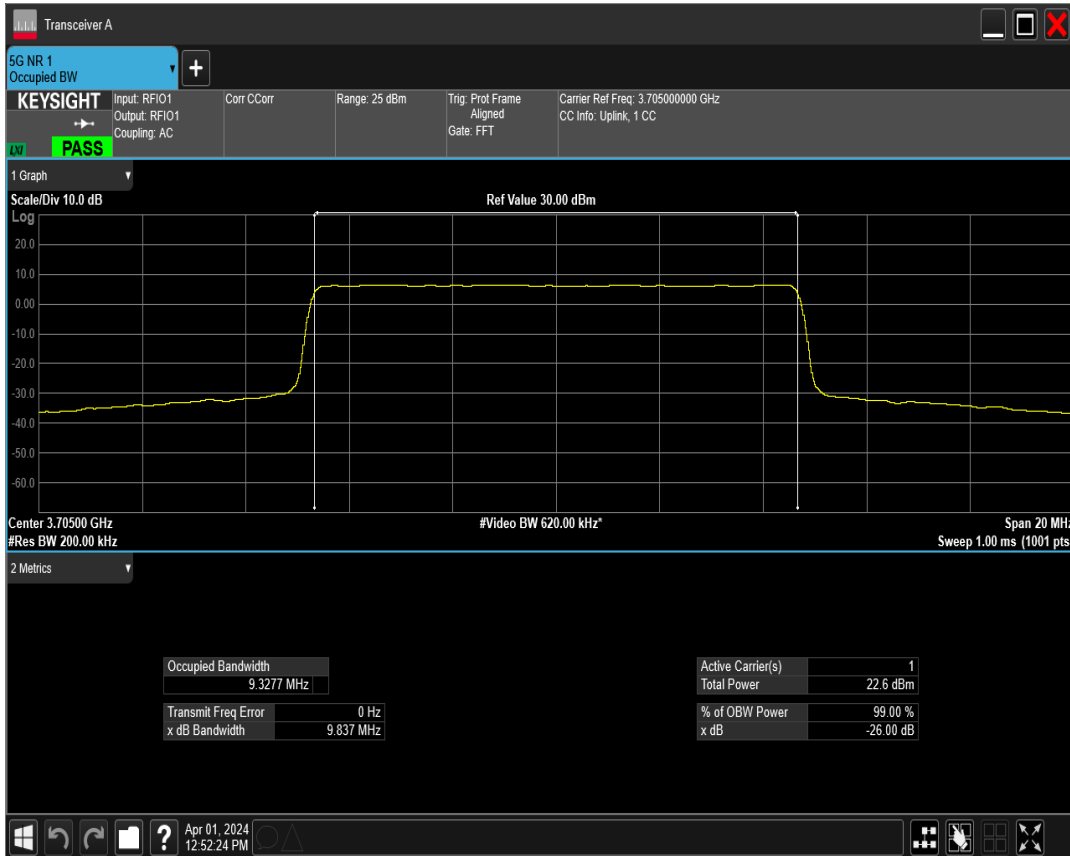 Transceiver A
5G NR 1
Occupied BW
KEYSIGHT
LXI
PASS
Input: RFIO1
Output: RFIO1
Coupling: AC
Corr CCorr
Range: 25 dBm
Trig: Prot Frame
Aligned
Gate: FFT
Carrier Ref Freq: 3.705000000 GHz
CC Info: Uplink, 1 CC
1 Graph
Scale/Div 10.0 dB
Ref Value 30.00 dBm
Log
20.0
10.0
0.00
-10.0
-20.0
-30.0
-40.0
-50.0
-60.0
Center 3.70500 GHz
#Video BW 620.00 kHz*
Span 20 MHz
#Res BW 200.00 kHz
Sweep 1.00 ms (1001 pts
2 Metrics
Occupied Bandwidth
9.3277 MHz
Transmit Freq Error 0 Hz
x dB Bandwidth 9.837 MHz
Active Carrier(s) 1
Total Power 22.6 dBm
% of OBW Power 99.00 %
x dB -26.00 dB
?
Apr 01, 2024
12:52:24 PM